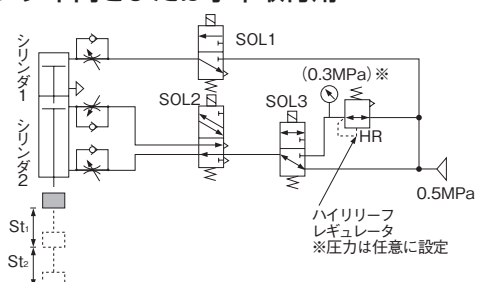 シリンダ1
シリンダ2
SOL1
SOL2
SOL3
(0.3MPa)※
HR
0.5MPa
ハイリリーフ
レギュレータ
※圧力は任意に設定
St1
St2